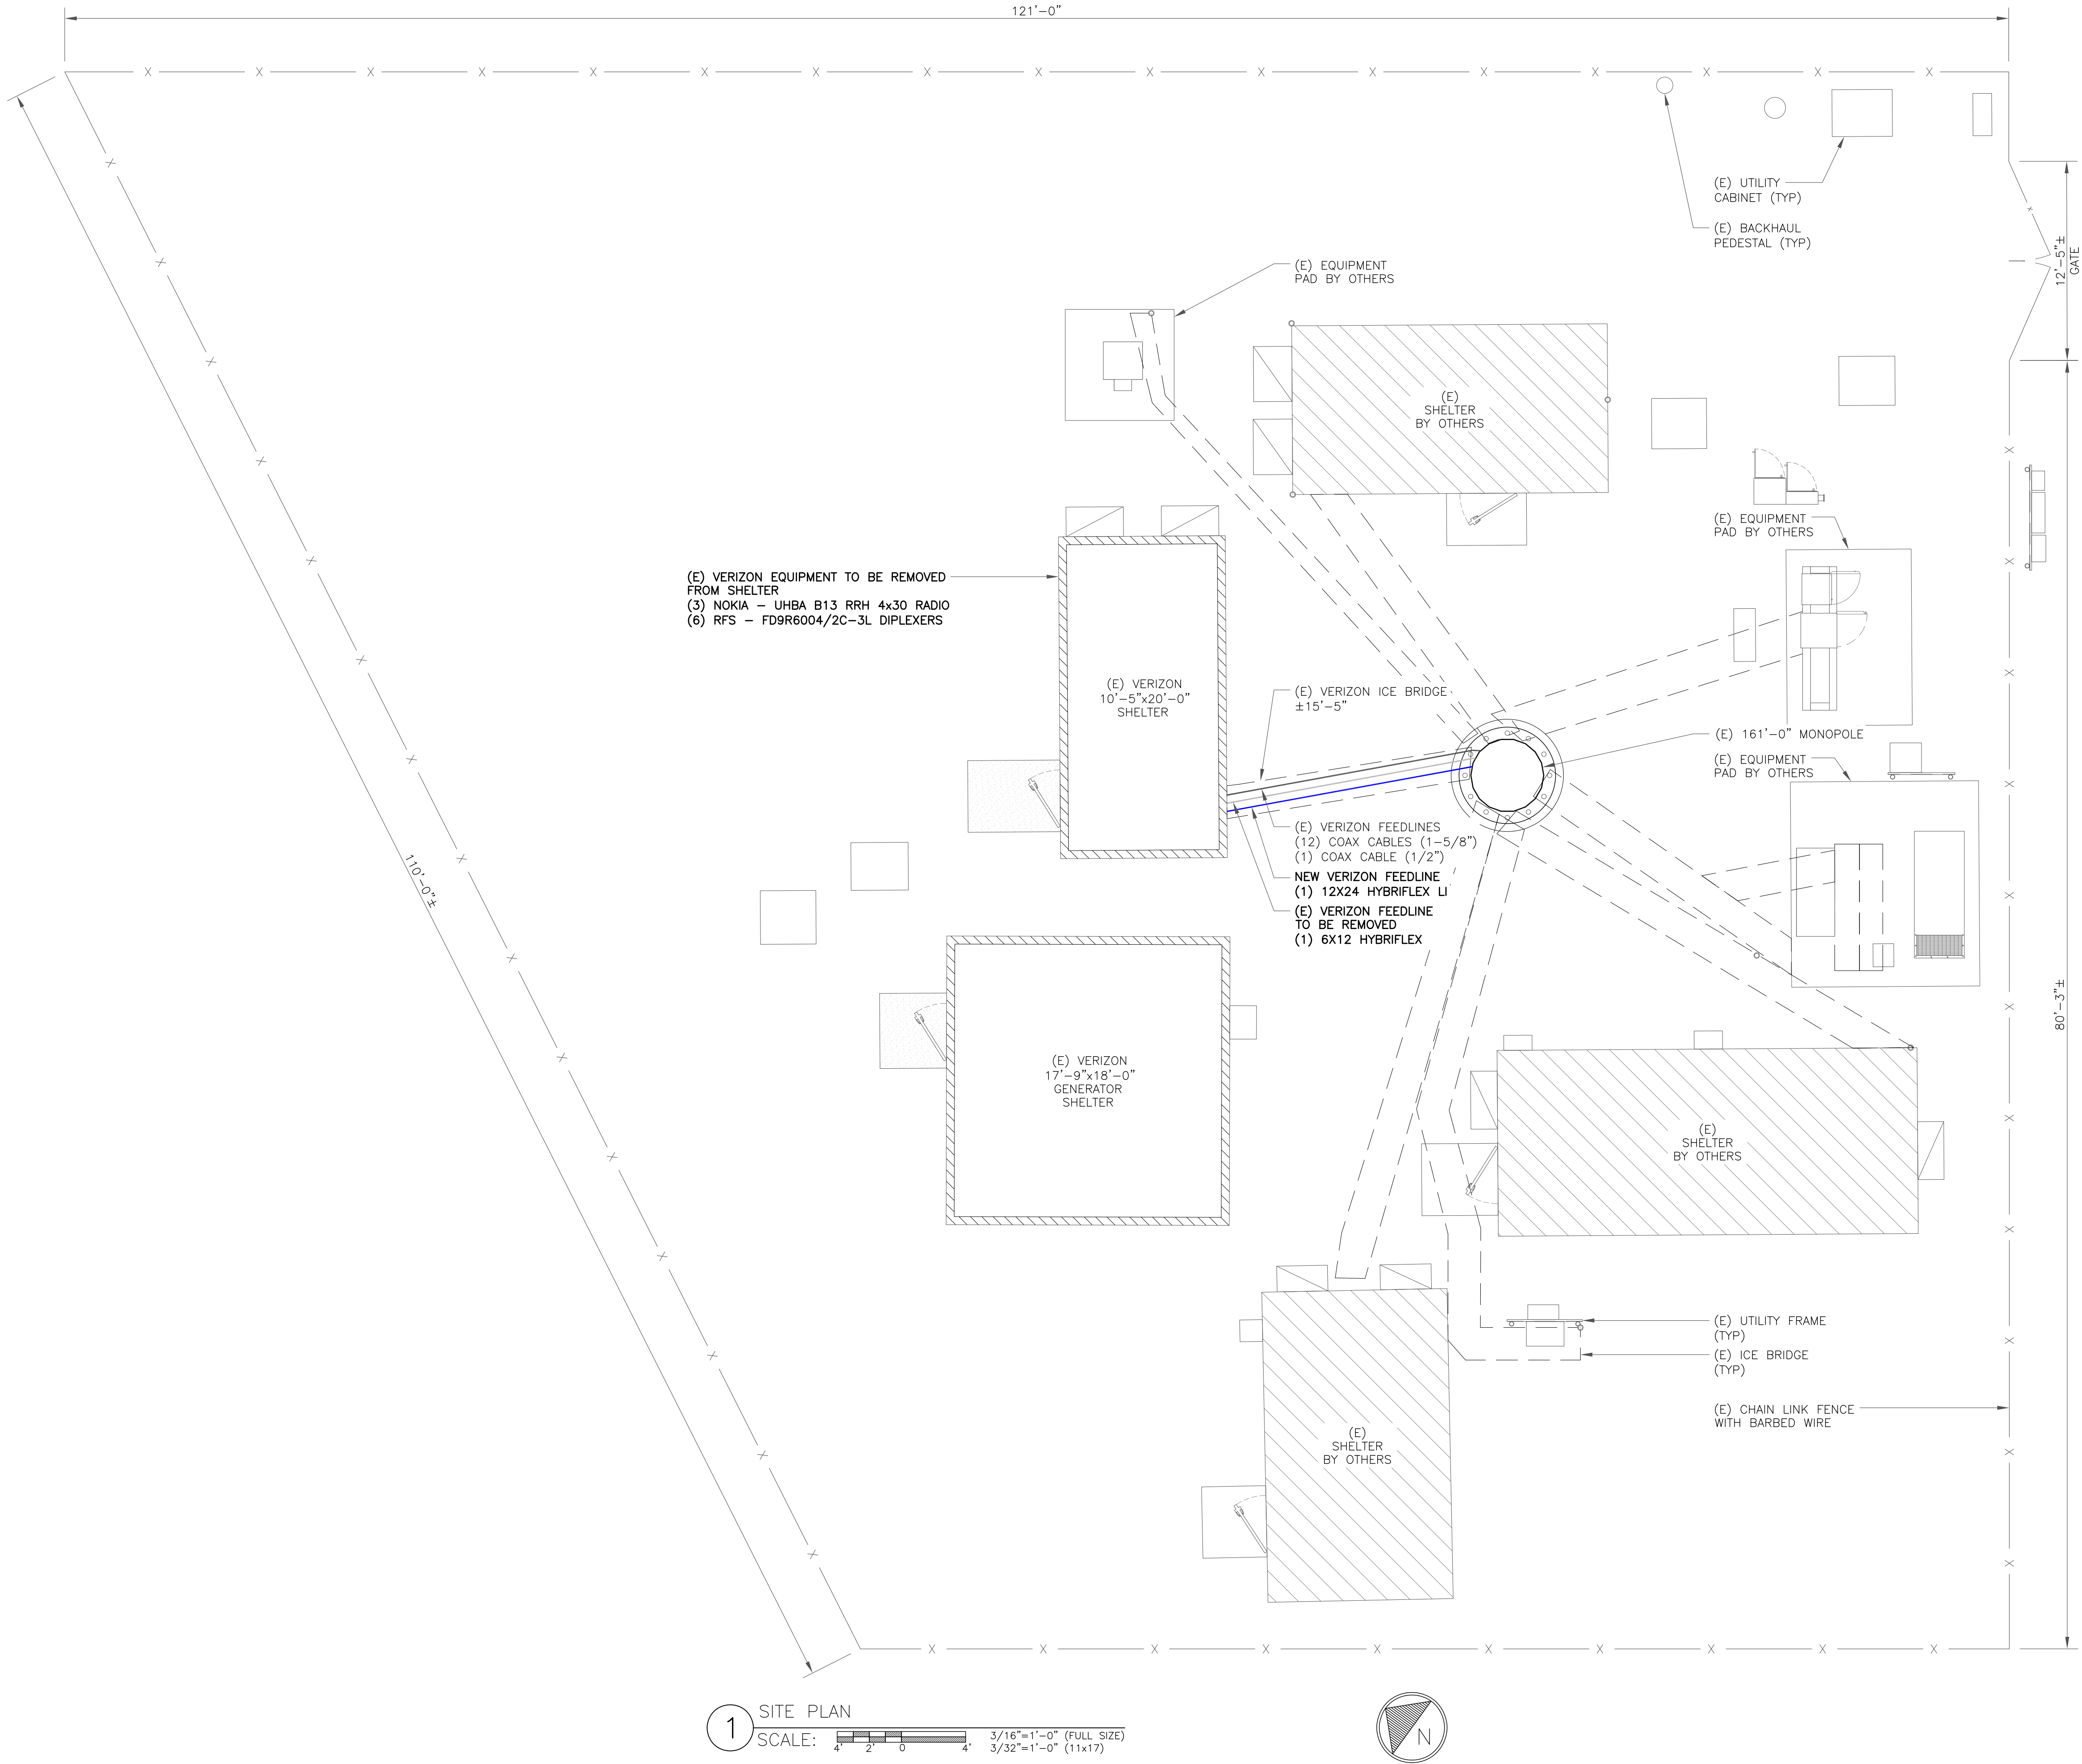 121'-0"
(E) UTILITY
CABINET (TYP)
(E) BACKHAUL
PEDESTAL (TYP)
12'-5"±
GATE
(E) EQUIPMENT
PAD BY OTHERS
(E)
SHELTER
BY OTHERS
(E) EQUIPMENT
PAD BY OTHERS
(E) VERIZON EQUIPMENT TO BE REMOVED
FROM SHELTER
(3) NOKIA - UHBA B13 RRH 4x30 RADIO
(6) RFS - FD9R6004/2C-3L DIPLEXERS
(E) VERIZON
10'-5"x20'-0"
SHELTER
(E) VERIZON ICE BRIDGE
±15'-5"
(E) 161'-0" MONOPOLE
(E) EQUIPMENT
PAD BY OTHERS
(E) VERIZON FEEDLINES
(12) COAX CABLES (1-5/8")
(1) COAX CABLE (1/2")
NEW VERIZON FEEDLINE
(1) 12X24 HYBRIFLEX LI
(E) VERIZON FEEDLINE
TO BE REMOVED
(1) 6X12 HYBRIFLEX
110'-0"±
80'-3"±
(E) VERIZON
17'-9"x18'-0"
GENERATOR
SHELTER
(E)
SHELTER
BY OTHERS
(E) UTILITY FRAME
(TYP)
(E) ICE BRIDGE
(TYP)
(E) CHAIN LINK FENCE
WITH BARBED WIRE
(E)
SHELTER
BY OTHERS
1 SITE PLAN
SCALE:
4' 2' 0 4'
3/16"=1'-0" (FULL SIZE)
3/32"=1'-0" (11x17)
N